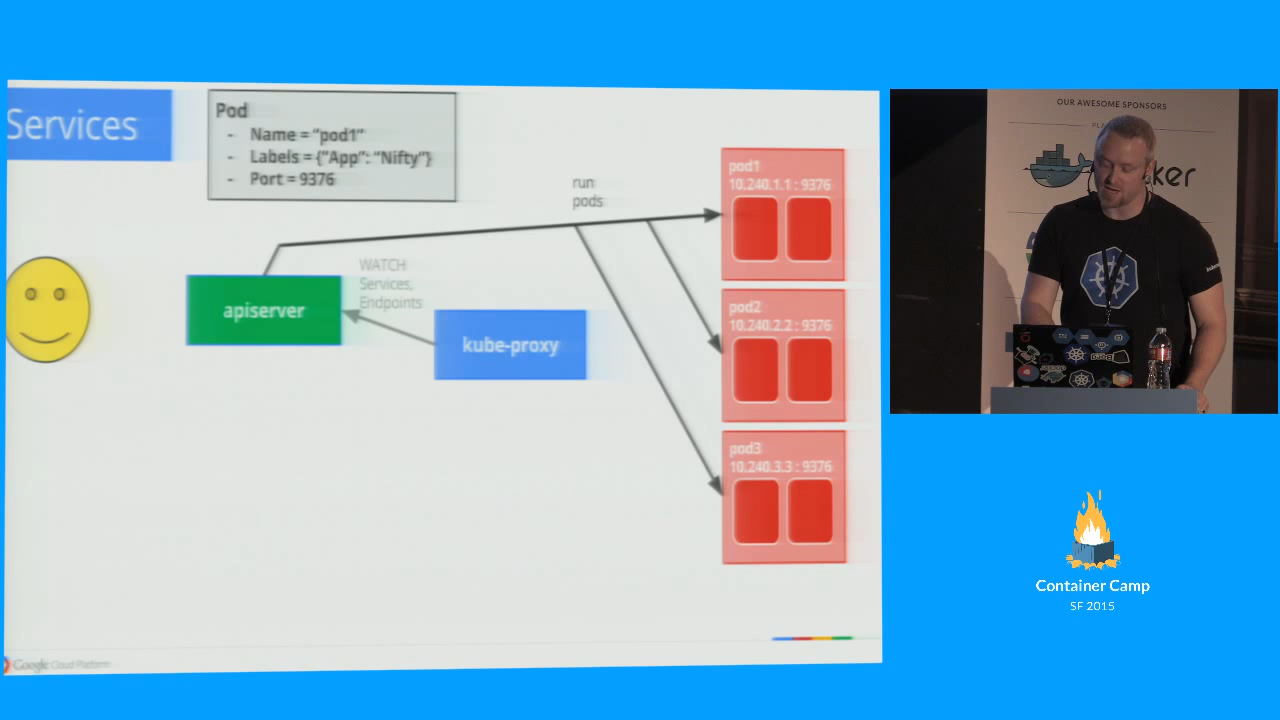 Services
Pod
- Name = "pod1"
- Labels = {"App": "Nifty"}
- Port = 9376
run
pods
WATCH
Services,
Endpoints
apiserver
kube-proxy
pod1
10.240.1.1 : 9376
pod2
10.240.2.2 : 9376
pod3
10.240.3.3 : 9376
Google Cloud Platform
OUR AWESOME SPONSORS
ker
Container Camp
SF 2015